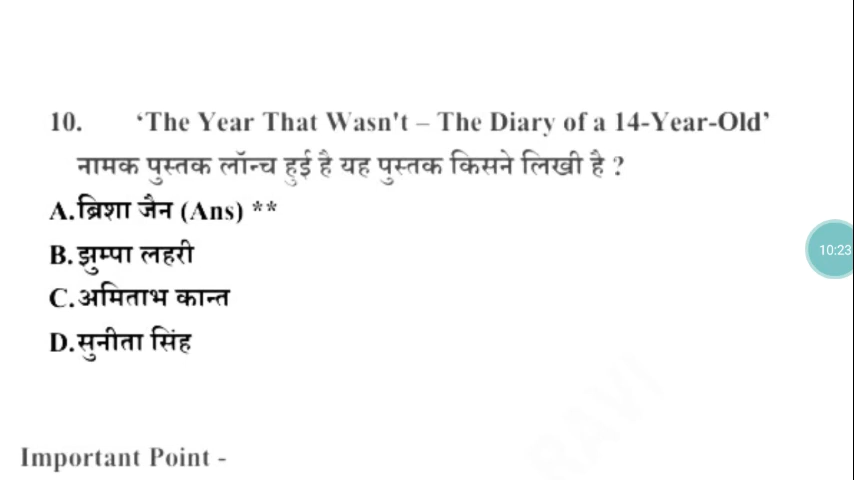 10. ‘The Year That Wasn't – The Diary of a 14-Year-Old’
नामक पुस्तक लॉन्च हुई है यह पुस्तक किसने लिखी है ?
A.ब्रिशा जैन (Ans) **
B.झुम्पा लहरी
C.अमिताभ कान्त
D.सुनीता सिंह
10:23
RAVI
Important Point -